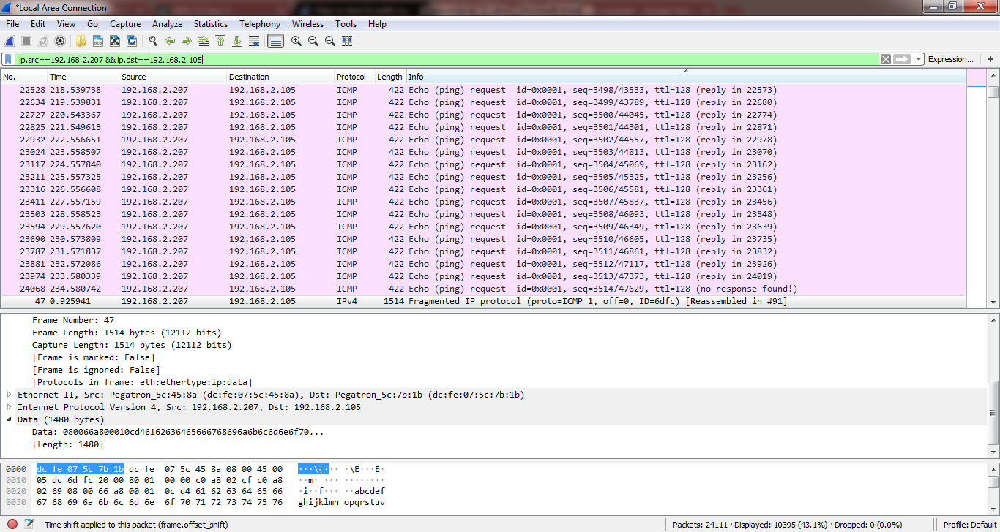 *Local Area Connection
File Edit View Go Capture Analyze Statistics Telephony Wireless Tools Help
ip.src==192.168.2.207 && ip.dst==192.168.2.105 Expression... +
No. Time Source Destination Protocol Length Info
22528 218.539738 192.168.2.207 192.168.2.105 ICMP 422 Echo (ping) request id=0x0001, seq=3498/43533, ttl=128 (reply in 22573)
22634 219.539831 192.168.2.207 192.168.2.105 ICMP 422 Echo (ping) request id=0x0001, seq=3499/43789, ttl=128 (reply in 22680)
22727 220.543367 192.168.2.207 192.168.2.105 ICMP 422 Echo (ping) request id=0x0001, seq=3500/44045, ttl=128 (reply in 22774)
22825 221.549615 192.168.2.207 192.168.2.105 ICMP 422 Echo (ping) request id=0x0001, seq=3501/44301, ttl=128 (reply in 22871)
22932 222.556651 192.168.2.207 192.168.2.105 ICMP 422 Echo (ping) request id=0x0001, seq=3502/44557, ttl=128 (reply in 22978)
23024 223.558507 192.168.2.207 192.168.2.105 ICMP 422 Echo (ping) request id=0x0001, seq=3503/44813, ttl=128 (reply in 23070)
23117 224.557840 192.168.2.207 192.168.2.105 ICMP 422 Echo (ping) request id=0x0001, seq=3504/45069, ttl=128 (reply in 23162)
23211 225.557325 192.168.2.207 192.168.2.105 ICMP 422 Echo (ping) request id=0x0001, seq=3505/45325, ttl=128 (reply in 23256)
23316 226.556608 192.168.2.207 192.168.2.105 ICMP 422 Echo (ping) request id=0x0001, seq=3506/45581, ttl=128 (reply in 23361)
23411 227.557159 192.168.2.207 192.168.2.105 ICMP 422 Echo (ping) request id=0x0001, seq=3507/45837, ttl=128 (reply in 23456)
23503 228.558523 192.168.2.207 192.168.2.105 ICMP 422 Echo (ping) request id=0x0001, seq=3508/46093, ttl=128 (reply in 23548)
23594 229.557620 192.168.2.207 192.168.2.105 ICMP 422 Echo (ping) request id=0x0001, seq=3509/46349, ttl=128 (reply in 23639)
23690 230.573809 192.168.2.207 192.168.2.105 ICMP 422 Echo (ping) request id=0x0001, seq=3510/46605, ttl=128 (reply in 23735)
23787 231.571837 192.168.2.207 192.168.2.105 ICMP 422 Echo (ping) request id=0x0001, seq=3511/46861, ttl=128 (reply in 23832)
23881 232.572086 192.168.2.207 192.168.2.105 ICMP 422 Echo (ping) request id=0x0001, seq=3512/47117, ttl=128 (reply in 23926)
23974 233.580339 192.168.2.207 192.168.2.105 ICMP 422 Echo (ping) request id=0x0001, seq=3513/47373, ttl=128 (reply in 24019)
24068 234.580742 192.168.2.207 192.168.2.105 ICMP 422 Echo (ping) request id=0x0001, seq=3514/47629, ttl=128 (no response found!)
47 0.925941 192.168.2.207 192.168.2.105 IPv4 1514 Fragmented IP protocol (proto=ICMP 1, off=0, ID=6dfc) [Reassembled in #91]
Frame Number: 47
Frame Length: 1514 bytes (12112 bits)
Capture Length: 1514 bytes (12112 bits)
[Frame is marked: False]
[Frame is ignored: False]
[Protocols in frame: eth:ethertype:ip:data]
Ethernet II, Src: Pegatron_5c:45:8a (dc:fe:07:5c:45:8a), Dst: Pegatron_5c:7b:1b (dc:fe:07:5c:7b:1b)
Internet Protocol Version 4, Src: 192.168.2.207, Dst: 192.168.2.105
Data (1480 bytes)
Data: 080066a800010cd46162636465666768696a6b6c6d6e6f70...
[Length: 1480]
0000 dc fe 07 5c 7b 1b dc fe 07 5c 45 8a 08 00 45 00 ···\{··· ·\E···E·
0010 05 dc 6d fc 20 00 80 01 00 00 c0 a8 02 cf c0 a8 ··m· ··· ········
0020 02 69 08 00 66 a8 00 01 0c d4 61 62 63 64 65 66 ·i··f··· ··abcdef
0030 67 68 69 6a 6b 6c 6d 6e 6f 70 71 72 73 74 75 76 ghijklmn opqrstuv
Time shift applied to this packet (frame.offset_shift) Packets: 24111 · Displayed: 10395 (43.1%) · Dropped: 0 (0.0%) Profile: Default